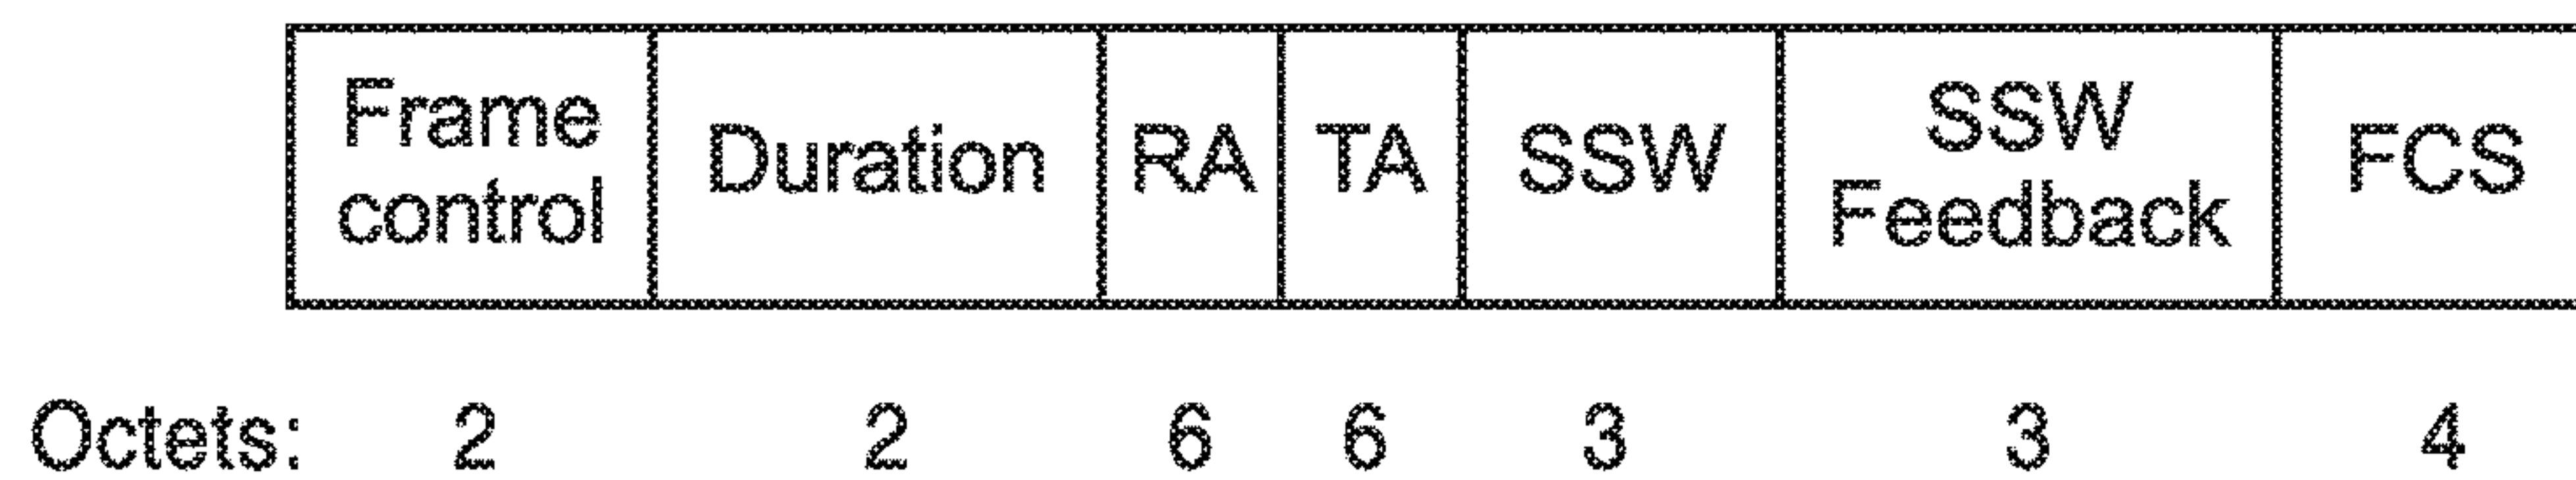 Frame control Duration RA TA SSW SSW Feedback FCS
Octets: 2 2 6 6 3 3 4